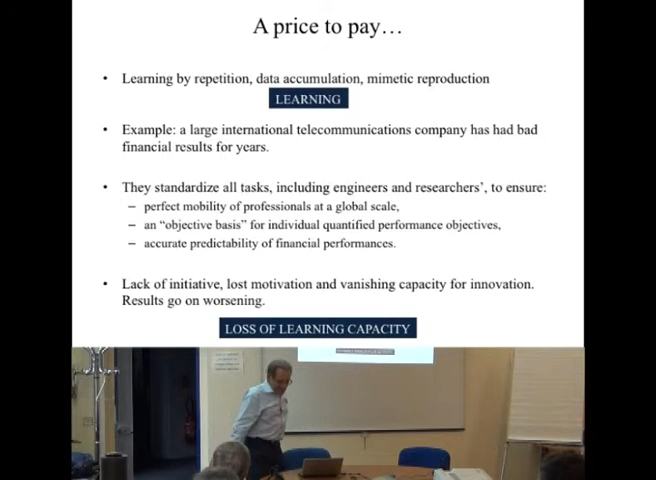 A price to pay…
• Learning by repetition, data accumulation, mimetic reproduction
LEARNING
• Example: a large international telecommunications company has had bad
financial results for years.
• They standardize all tasks, including engineers and researchers’, to ensure:
– perfect mobility of professionals at a global scale,
– an “objective basis” for individual quantified performance objectives,
– accurate predictability of financial performances.
• Lack of initiative, lost motivation and vanishing capacity for innovation.
Results go on worsening.
LOSS OF LEARNING CAPACITY